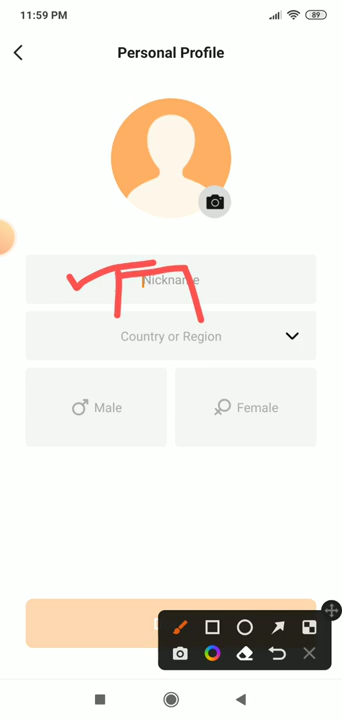 11:59 PM
89
Personal Profile
Nickname
Country or Region
Male
Female